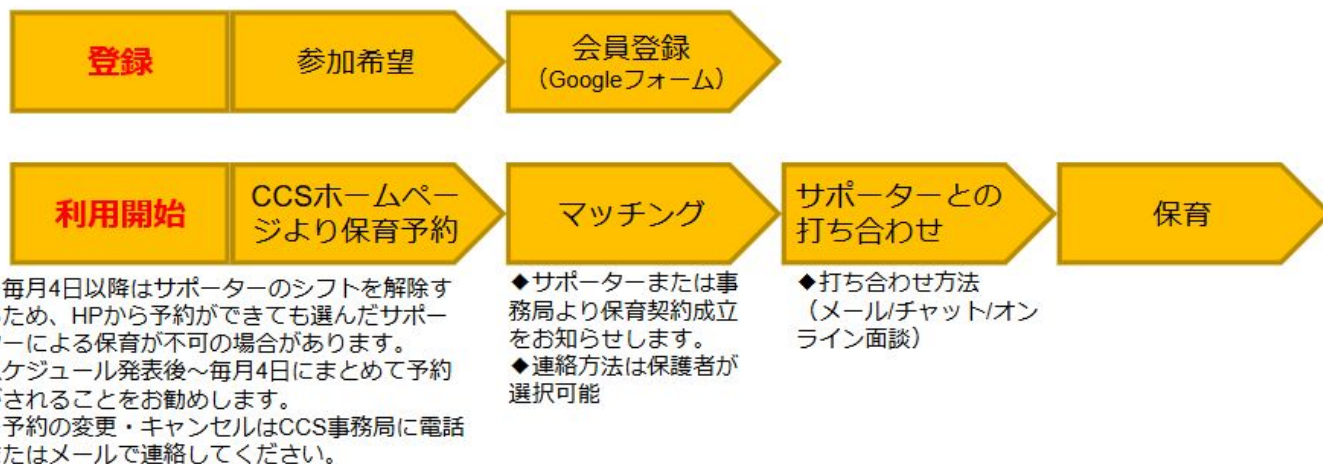 登録
参加希望
会員登録
（Googleフォーム）
利用開始
CCSホームペー
ジより保育予約
マッチング
サポーターとの
打ち合わせ
保育
毎月4日以降はサポーターのシフトを解除す
ため、HPから予約ができても選んだサポー
ーによる保育が不可の場合があります。
ケジュール発表後～毎月4日にまとめて予約
されることをお勧めします。
予約の変更・キャンセルはCCS事務局に電話
たはメールで連絡してください。
◆サポーターまたは事
務局より保育契約成立
をお知らせします。
◆連絡方法は保護者が
選択可能
◆打ち合わせ方法
（メール/チャット/オン
ライン面談）